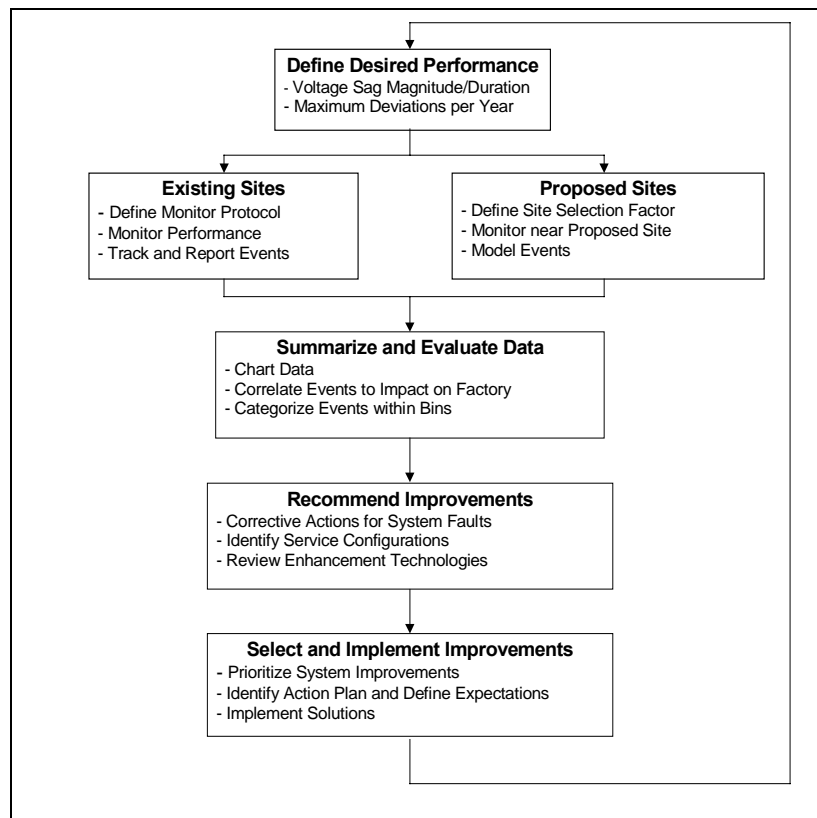 Define Desired Performance
- Voltage Sag Magnitude/Duration
- Maximum Deviations per Year
Existing Sites
- Define Monitor Protocol
- Monitor Performance
- Track and Report Events
Proposed Sites
- Define Site Selection Factor
- Monitor near Proposed Site
- Model Events
Summarize and Evaluate Data
- Chart Data
- Correlate Events to Impact on Factory
- Categorize Events within Bins
Recommend Improvements
- Corrective Actions for System Faults
- Identify Service Configurations
- Review Enhancement Technologies
Select and Implement Improvements
- Prioritize System Improvements
- Identify Action Plan and Define Expectations
- Implement Solutions